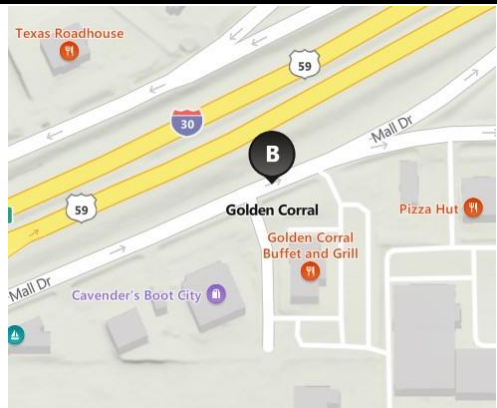 Texas Roadhouse
59
30
B
Mall Dr
59
Golden Corral
Pizza Hut
Golden Corral
Buffet and Grill
Mall Dr
Cavender's Boot City